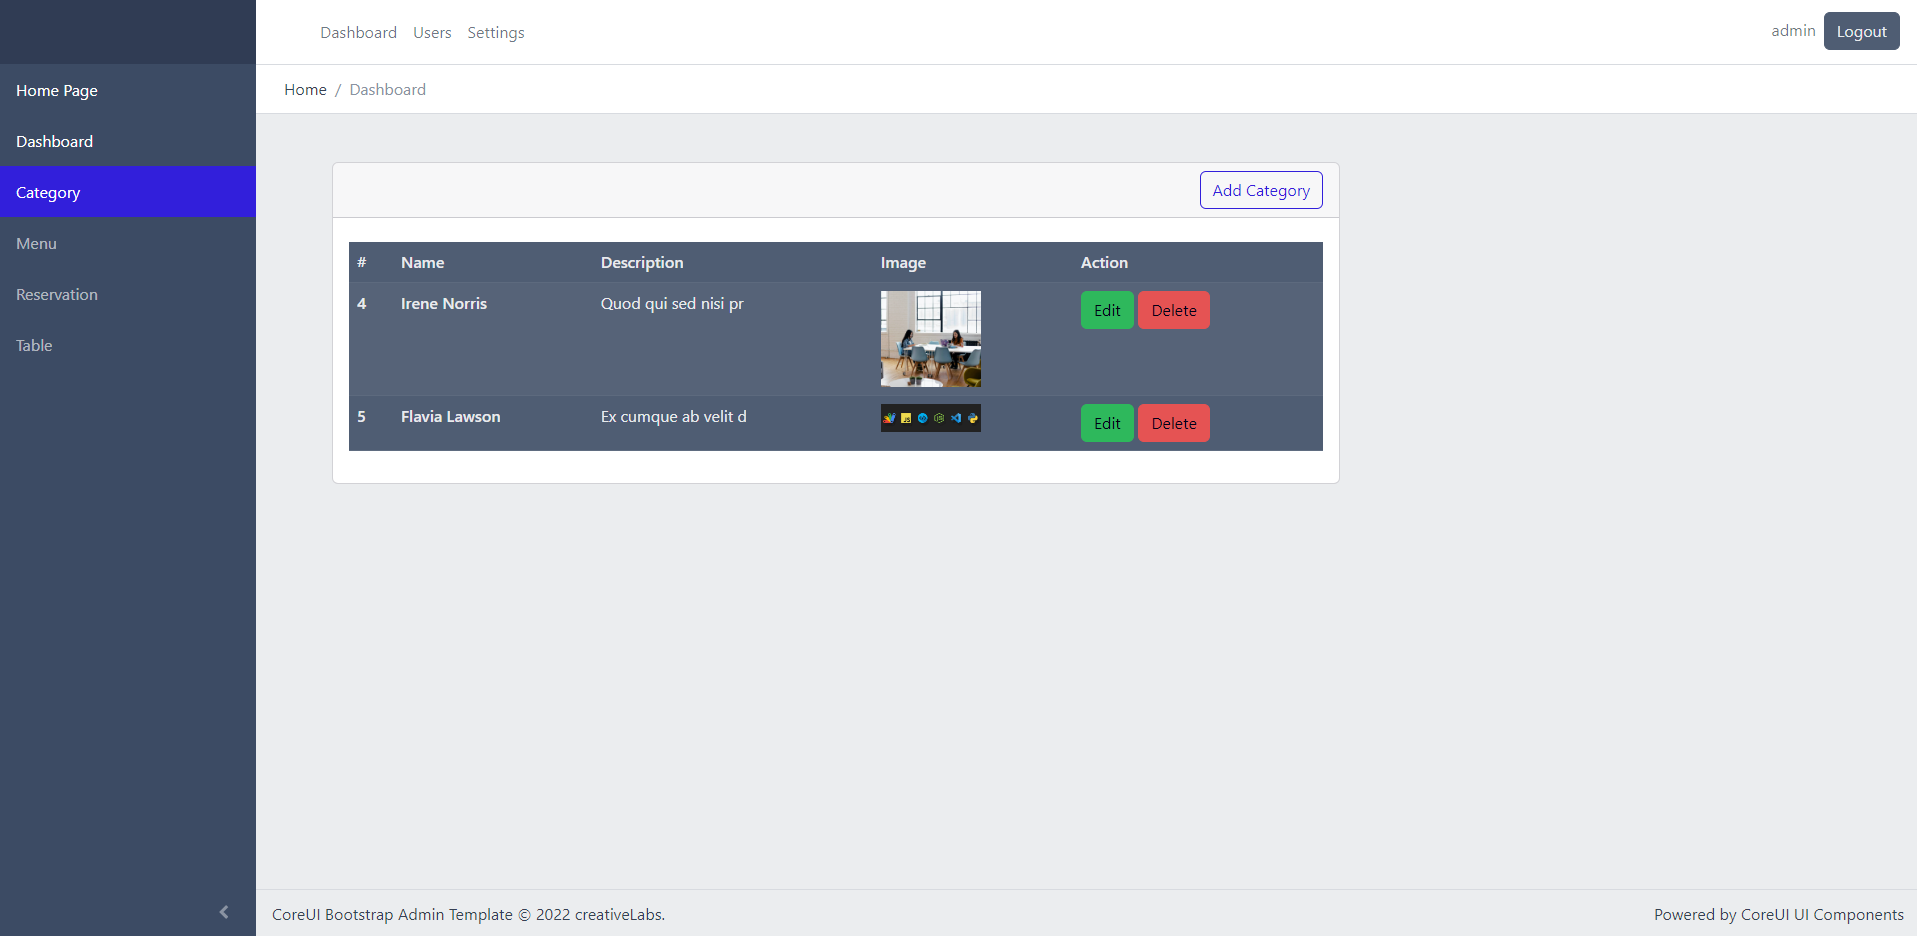 Dashboard Users Settings admin Logout
Home / Dashboard
Home Page
Dashboard
Category
Menu
Reservation
Table
Add Category
# Name Description Image Action
4 Irene Norris Quod qui sed nisi pr Edit Delete
5 Flavia Lawson Ex cumque ab velit d JS Edit Delete
CoreUI Bootstrap Admin Template © 2022 creativeLabs. Powered by CoreUI UI Components